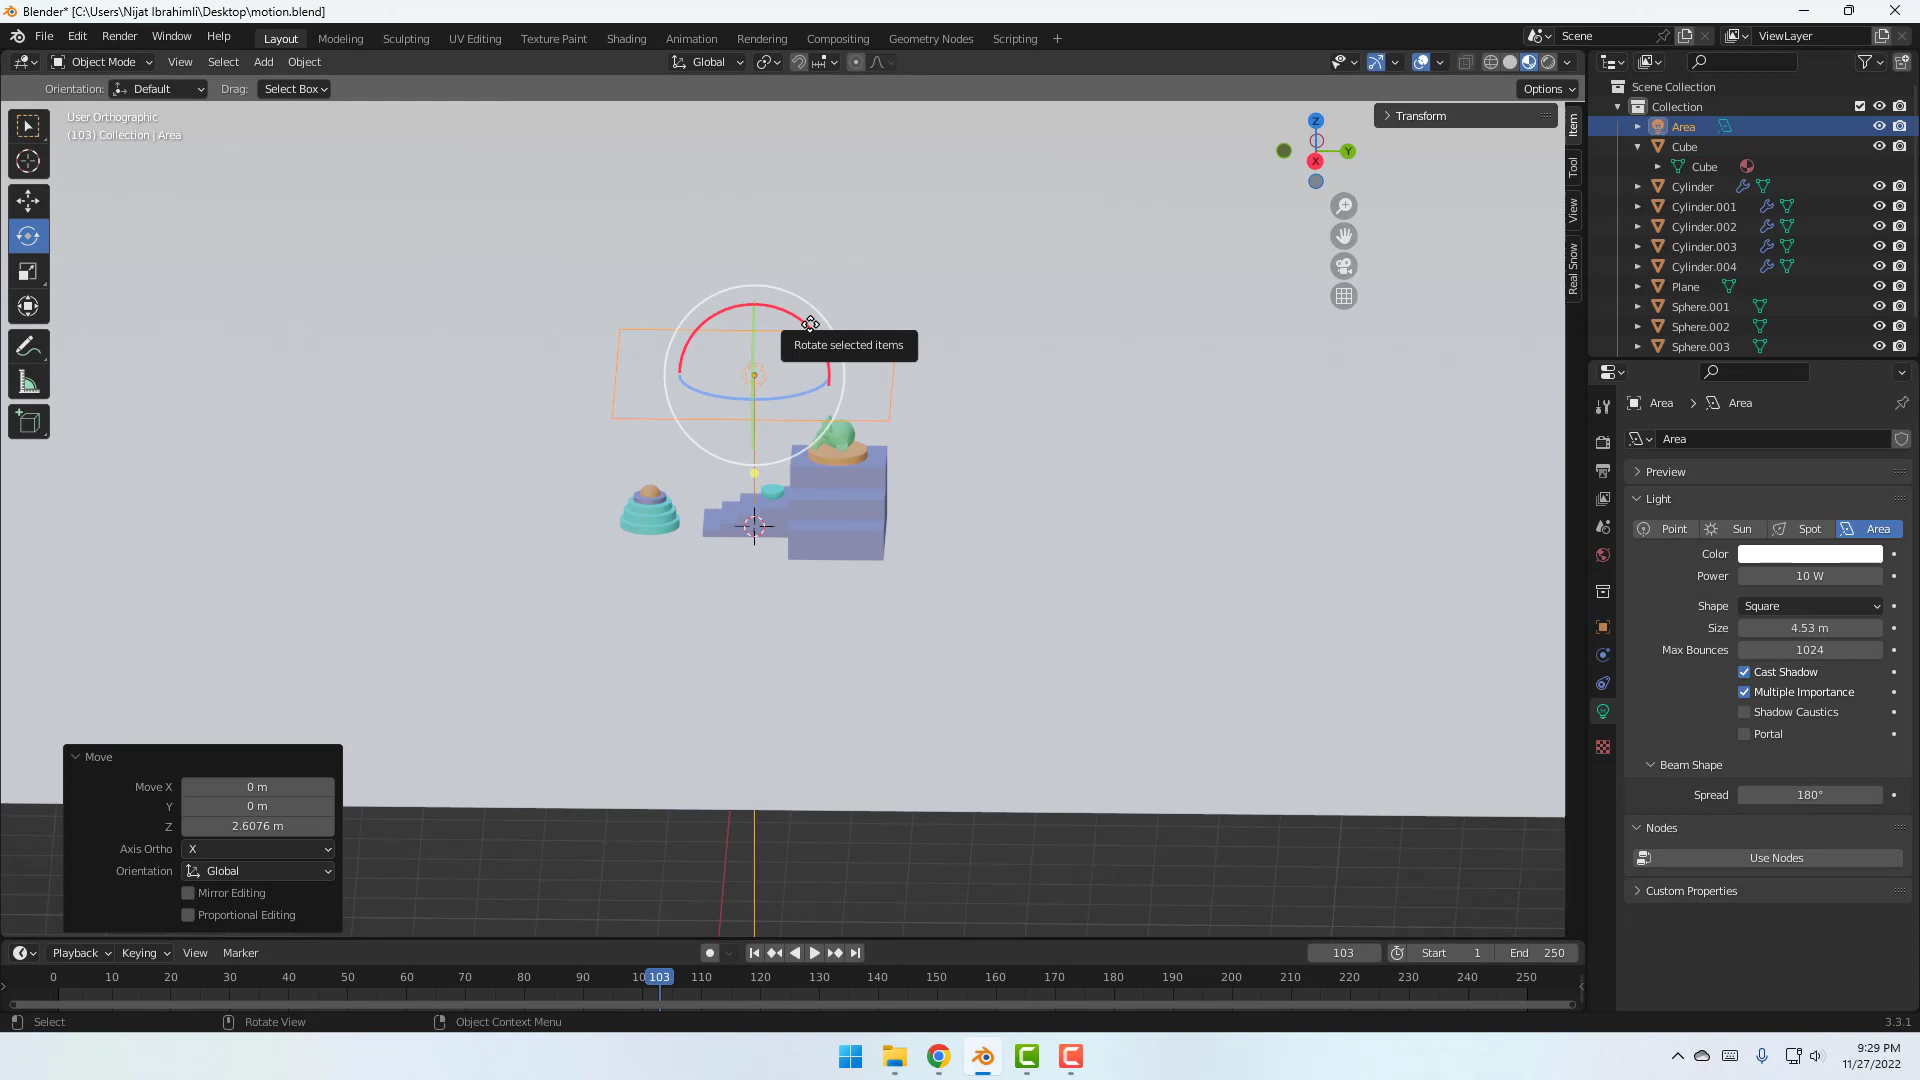 Blender* [C:\Users\Nijat Ibrahimli\Desktop\motion.blend]
File Edit Render Window Help Layout Modeling Sculpting UV Editing Texture Paint Shading Animation Rendering Compositing Geometry Nodes Scripting + Scene ViewLayer
Object Mode View Select Add Object Global
Orientation: Default Drag: Select Box Options
User Orthographic
(103) Collection | Area
Z
Y
X
Transform
Item
Tool
View
Real Snow
Rotate selected items
Scene Collection
Collection
Area
Cube
Cube
Cylinder
Cylinder.001
Cylinder.002
Cylinder.003
Cylinder.004
Plane
Sphere.001
Sphere.002
Sphere.003
Area Area
Area
Preview
Light
Point Sun Spot Area
Color
Power 10 W
Shape Square
Size 4.53 m
Max Bounces 1024
Cast Shadow
Multiple Importance
Shadow Caustics
Portal
Beam Shape
Spread 180°
Nodes
Use Nodes
Custom Properties
Move
Move X 0 m
Y 0 m
Z 2.6076 m
Axis Ortho X
Orientation Global
Mirror Editing
Proportional Editing
Playback Keying View Marker 103 Start 1 End 250
0 10 20 30 40 50 60 70 80 90 10 103 110 120 130 140 150 160 170 180 190 200 210 220 230 240 250
Select Rotate View Object Context Menu 3.3.1
9:29 PM
11/27/2022